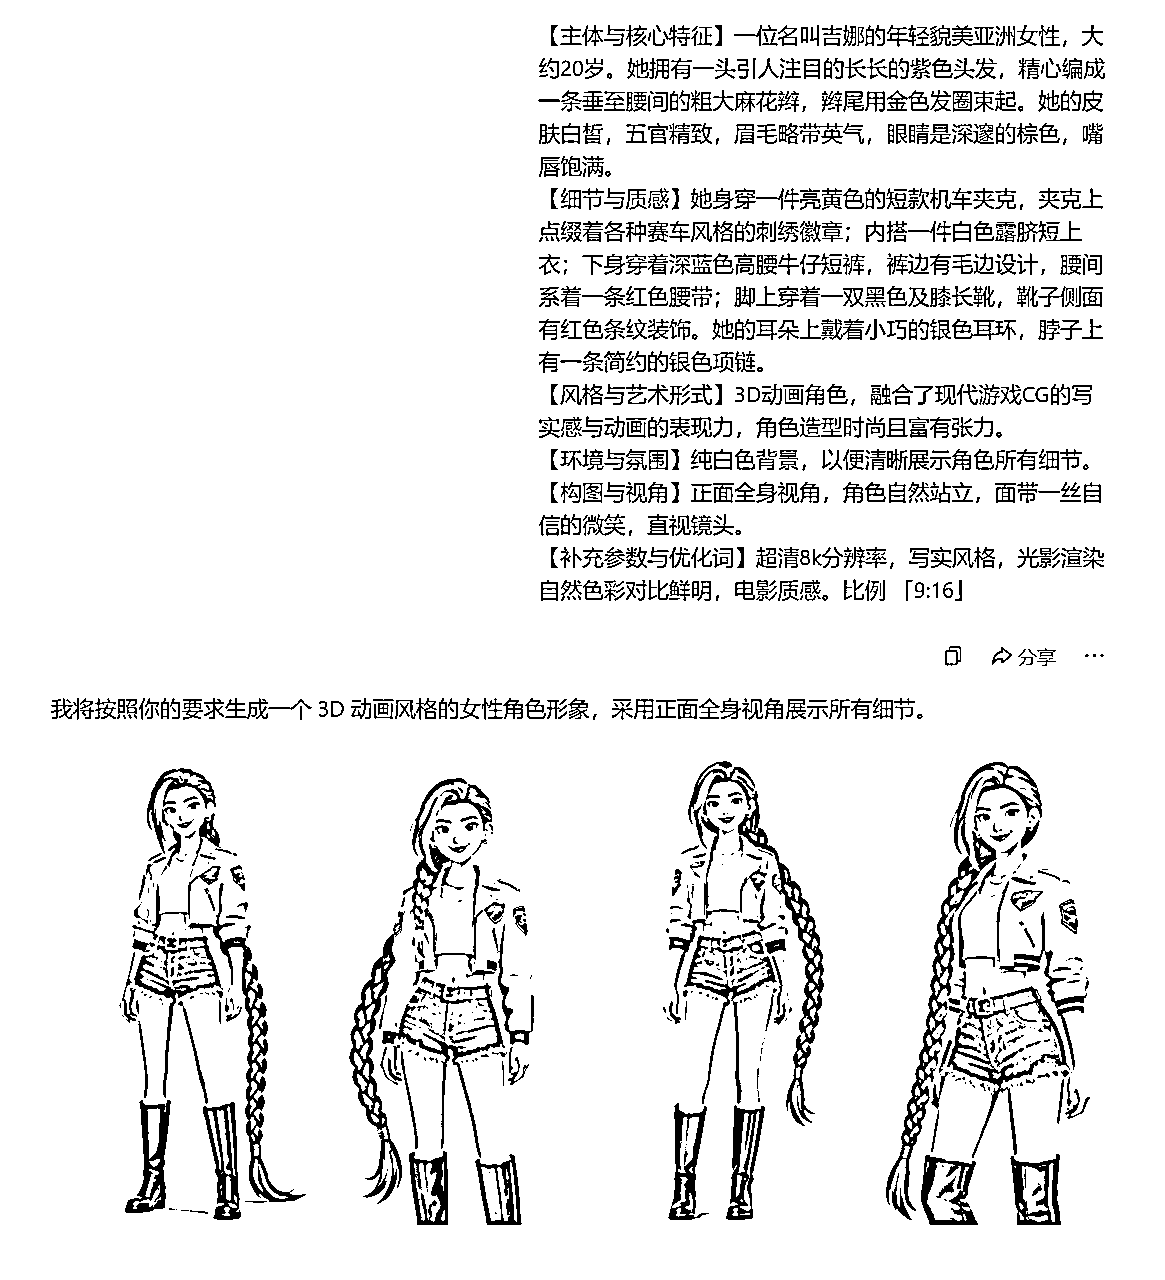 【主体与核心特征】一位名叫吉娜的年轻貌美亚洲女性，大
约20岁。她拥有一头引人注目的长长的紫色头发，精心编成
一条垂至腰间的粗大麻花辫，辫尾用金色发圈束起。她的皮
肤白皙，五官精致，眉毛略带英气，眼睛是深邃的棕色，嘴
唇饱满。
【细节与质感】她身穿一件亮黄色的短款机车夹克，夹克上
点缀着各种赛车风格的刺绣徽章；内搭一件白色露脐短上
衣；下身穿着深蓝色高腰牛仔短裤，裤边有毛边设计，腰间
系着一条红色腰带；脚上穿着一双黑色及膝长靴，靴子侧面
有红色条纹装饰。她的耳朵上戴着小巧的银色耳环，脖子上
有一条简约的银色项链。
【风格与艺术形式】3D动画角色，融合了现代游戏CG的写
实感与动画的表现力，角色造型时尚且富有张力。
【环境与氛围】纯白色背景，以便清晰展示角色所有细节。
【构图与视角】正面全身视角，角色自然站立，面带一丝自
信的微笑，直视镜头。
【补充参数与优化词】超清8k分辨率，写实风格，光影渲染
自然色彩对比鲜明，电影质感。比例 「9:16」
分享
我将按照你的要求生成一个 3D 动画风格的女性角色形象，采用正面全身视角展示所有细节。